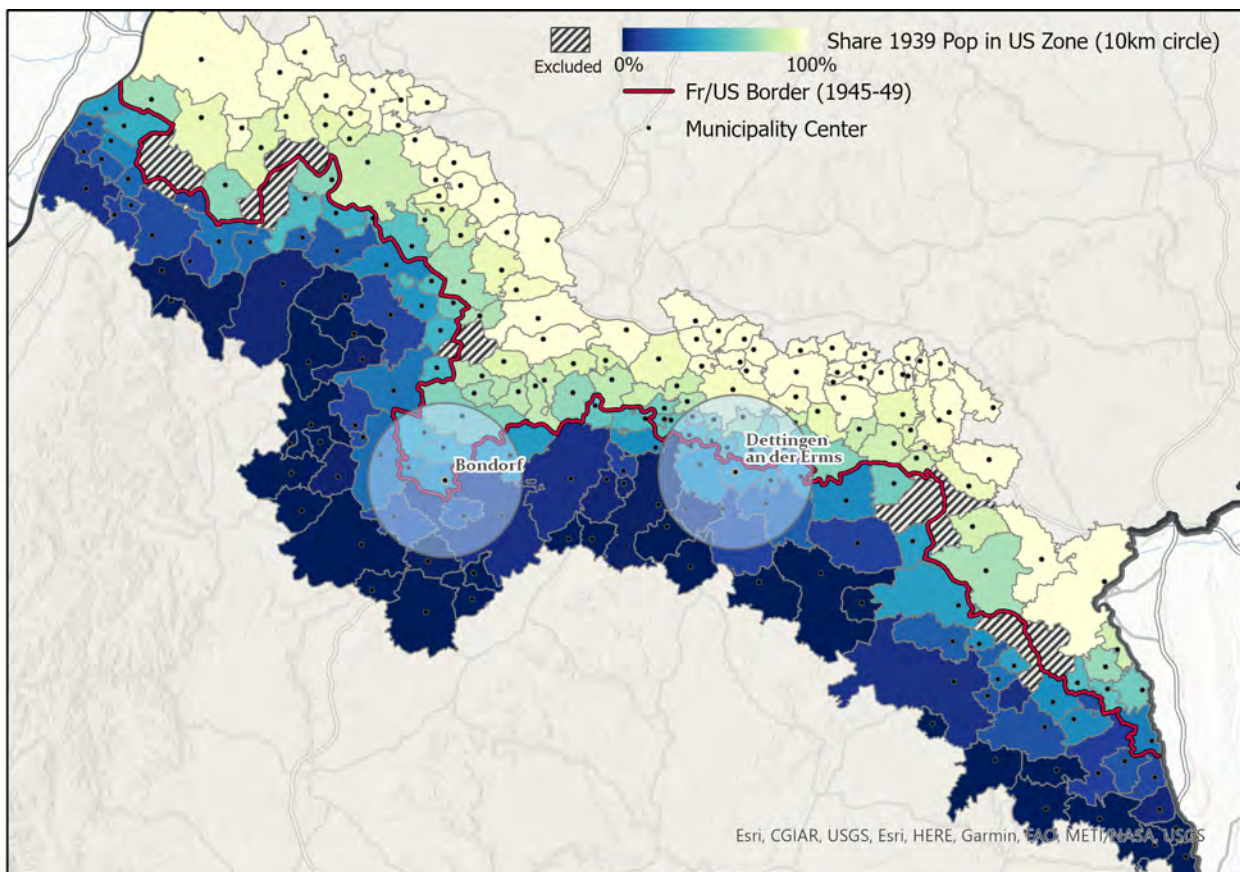 Excluded
0%
100%
Share 1939 Pop in US Zone (10km circle)
Fr/US Border (1945-49)
Municipality Center
Bondorf
Dettingen
an der Erms
Esri, CGIAR, USGS, Esri, HERE, Garmin, FAO, METI/NASA, USGS